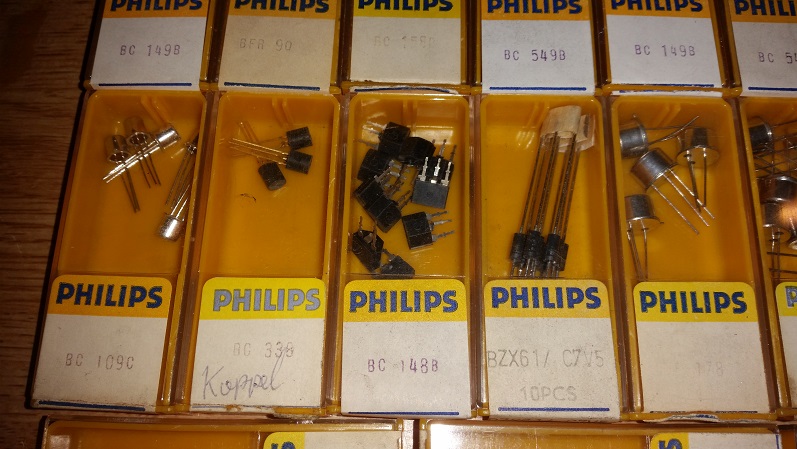 PHILIPS
BC 149B
PHILIPS
BFR 90
PHILIPS
PHILIPS
BC 549B
PHILIPS
BC 149B
PHILIPS
PHILIPS
BC 109C
PHILIPS
BC 338
Koppel
PHILIPS
BC 148B
PHILIPS
BZX61/ C7V5
10PCS
PHILIPS